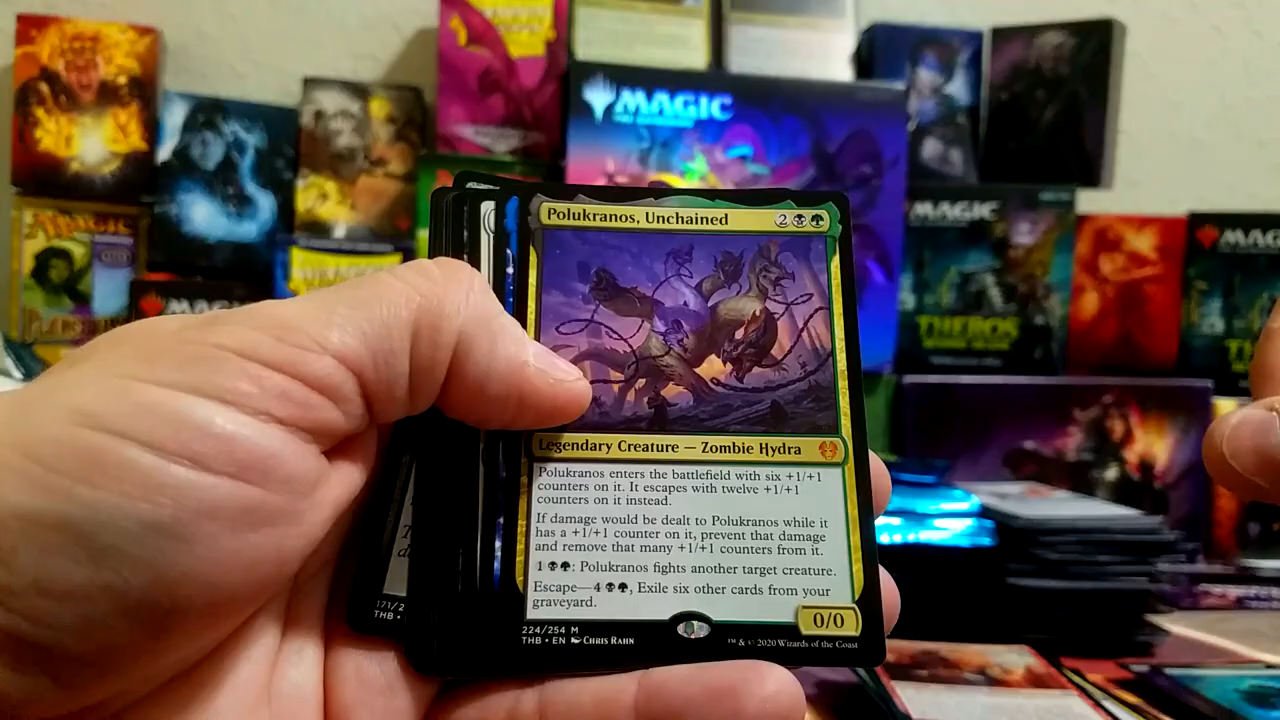 MAGIC
MAGIC
MAGIC
THEROS
Polukranos, Unchained 2
Legendary Creature — Zombie Hydra
Polukranos enters the battlefield with six +1/+1
counters on it. It escapes with twelve +1/+1
counters on it instead.
If damage would be dealt to Polukranos while it
has a +1/+1 counter on it, prevent that damage
and remove that many +1/+1 counters from it.
1 : Polukranos fights another target creature.
Escape—4 , Exile six other cards from your
graveyard.
0/0
224/254 M
THB • EN CHRIS RAHN
™ & © 2020 Wizards of the Coast
171/2
THB •